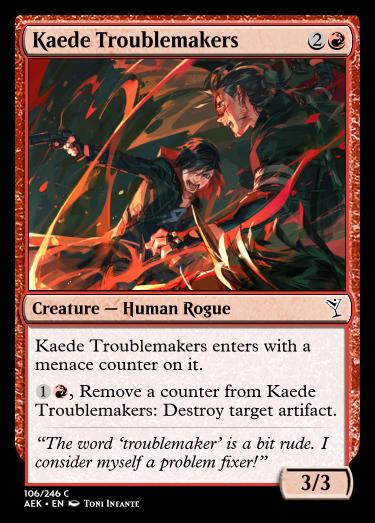 Kaede Troublemakers 2
Creature — Human Rogue
Kaede Troublemakers enters with a
menace counter on it.
1 , Remove a counter from Kaede
Troublemakers: Destroy target artifact.
“The word ‘troublemaker’ is a bit rude. I
consider myself a problem fixer!”
3/3
106/246 C
AEK • EN Toni Infante